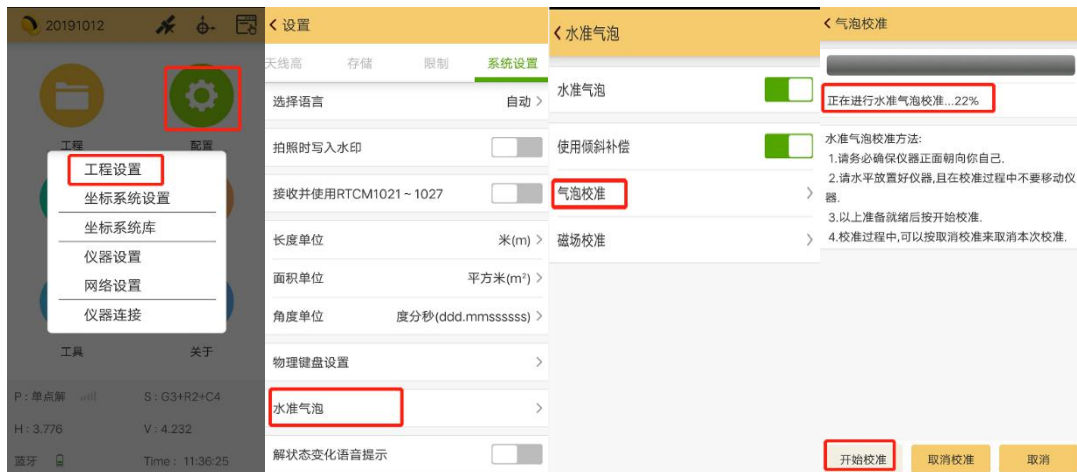 20191012
工程
配置
工程设置
坐标系统设置
坐标系统库
仪器设置
网络设置
仪器连接
工具
关于
P : 单点解
S : G3+R2+C4
H : 3.776
V : 4.232
蓝牙
Time : 11:36:25
设置
天线高
存储
限制
系统设置
选择语言
自动
拍照时写入水印
接收并使用RTCM1021~1027
长度单位
米(m)
面积单位
平方米(m²)
角度单位
度分秒(ddd.mmssssss)
物理键盘设置
水准气泡
解状态变化语音提示
水准气泡
水准气泡
使用倾斜补偿
气泡校准
磁场校准
气泡校准
正在进行水准气泡校准...22%
水准气泡校准方法:
1.请务必确保仪器正面朝向你自己.
2.请水平放置好仪器,且在校准过程中不要移动仪
器.
3.以上准备就绪后按开始校准.
4.校准过程中,可以按取消校准来取消本次校准.
开始校准
取消校准
取消